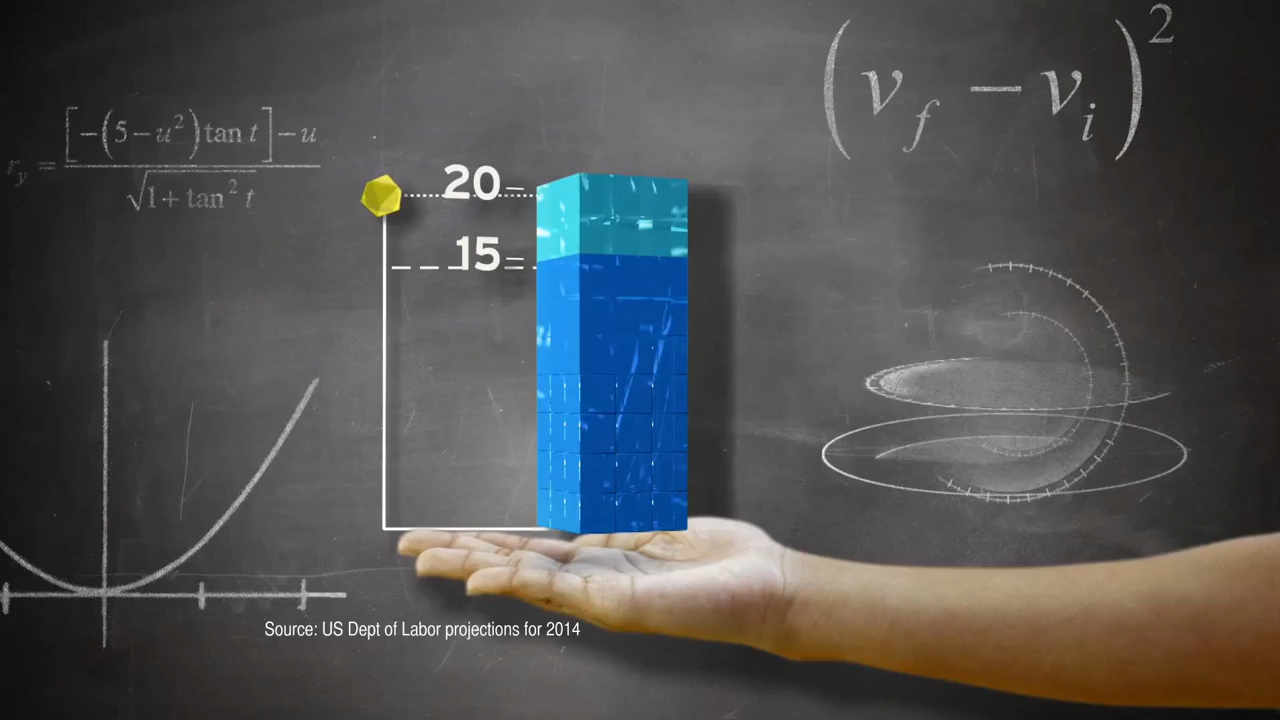 (v_f − v_i)^2
r_y = [−(5−u^2)tan t]−u / √1+tan^2 t
20
15
Source: US Dept of Labor projections for 2014